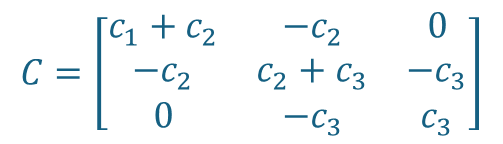 c₁ + c₂ −c₂ 0
C = −c₂ c₂ + c₃ −c₃
0 −c₃ c₃